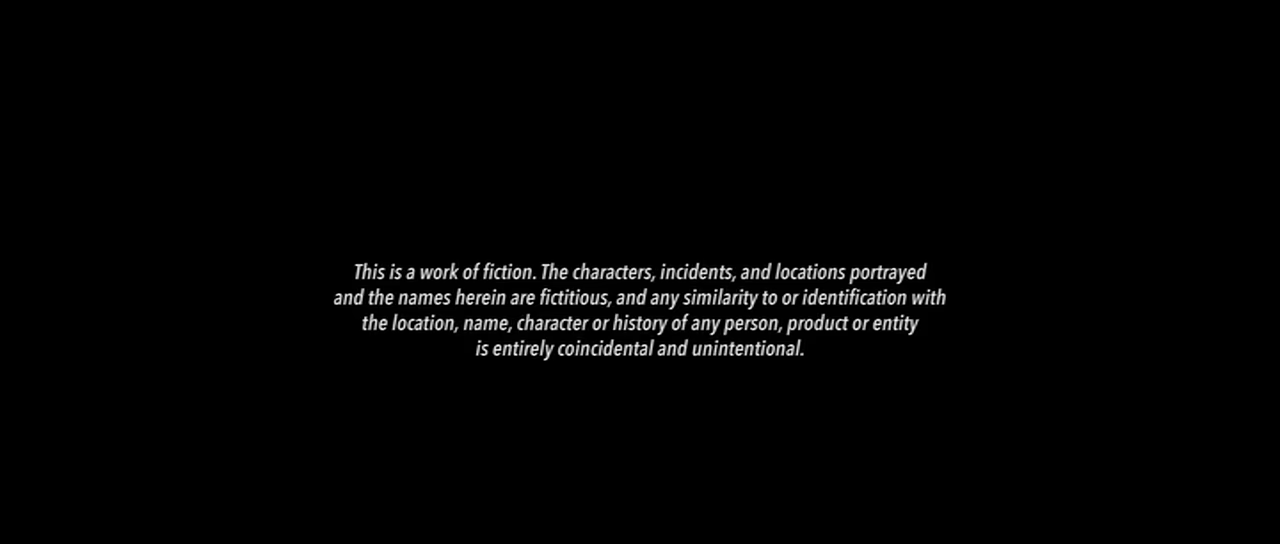 This is a work of fiction. The characters, incidents, and locations portrayed
and the names herein are fictitious, and any similarity to or identification with
the location, name, character or history of any person, product or entity
is entirely coincidental and unintentional.